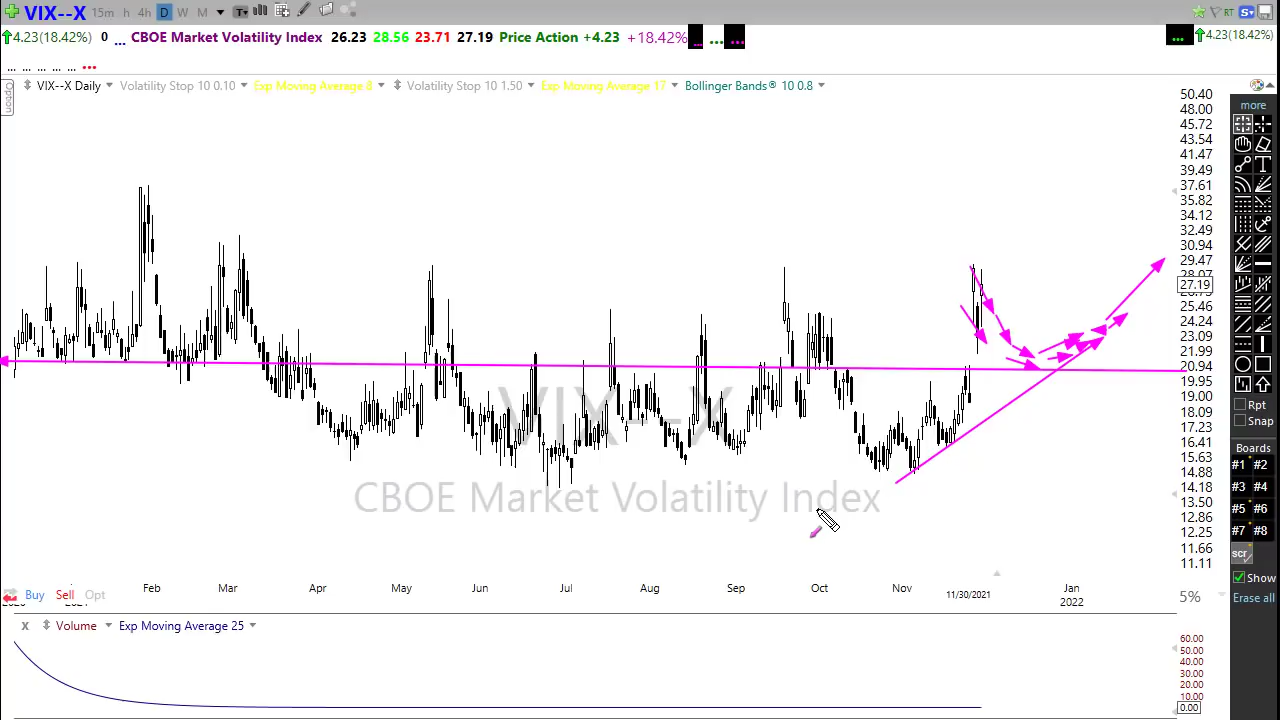 VIX--X 15m h 4h D W M T RT S
4.23(18.42%) 0 ... CBOE Market Volatility Index 26.23 28.56 23.71 27.19 Price Action +4.23 +18.42% ... ... ... ... 4.23(18.42%)
... ... ... ... ...
Option
VIX--X Daily Volatility Stop 10 0.10 Exp Moving Average 8 Volatility Stop 10 1.50 Exp Moving Average 17 Bollinger Bands® 10 0.8
50.40
48.00
45.72
43.54
41.47
39.49
37.61
35.82
34.12
32.49
30.94
29.47
28.07
27.19
25.46
24.24
23.09
21.99
20.94
19.95
19.00
18.09
17.23
16.41
15.63
14.88
14.18
13.50
12.86
12.25
11.66
11.11
more
T
Rpt
Snap
Boards
#1 #2
#3 #4
#5 #6
#7 #8
scr
Show
Erase all
VIX--X
CBOE Market Volatility Index
Feb Mar Apr May Jun Jul Aug Sep Oct Nov 11/30/2021 Jan
2022
Buy Sell Opt
5%
x Volume Exp Moving Average 25
60.00
50.00
40.00
30.00
20.00
10.00
0.00